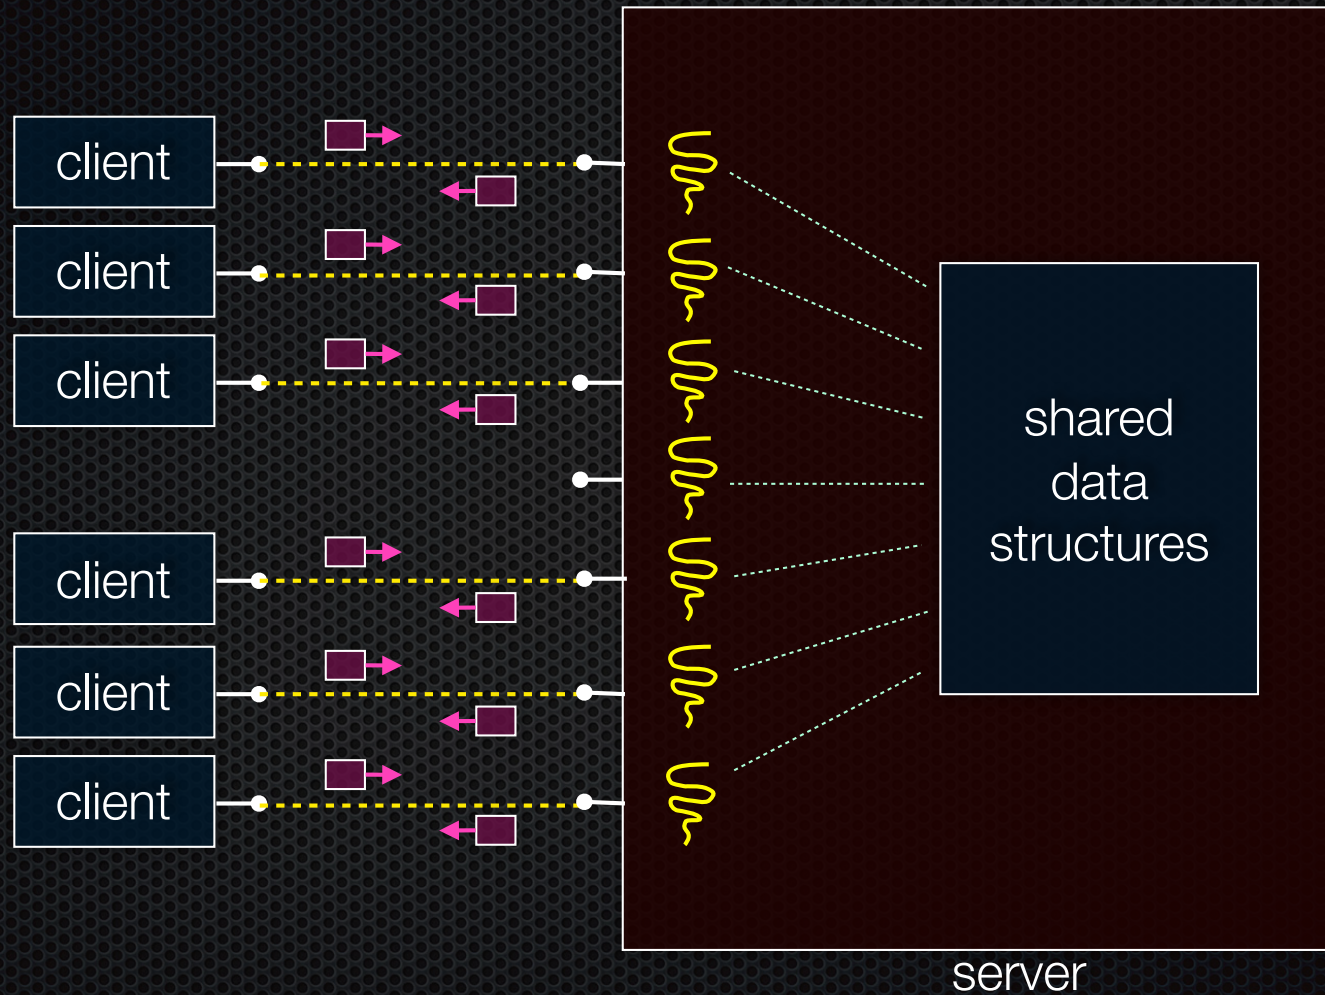 client
client
client
client
client
client
shared
data
structures
server